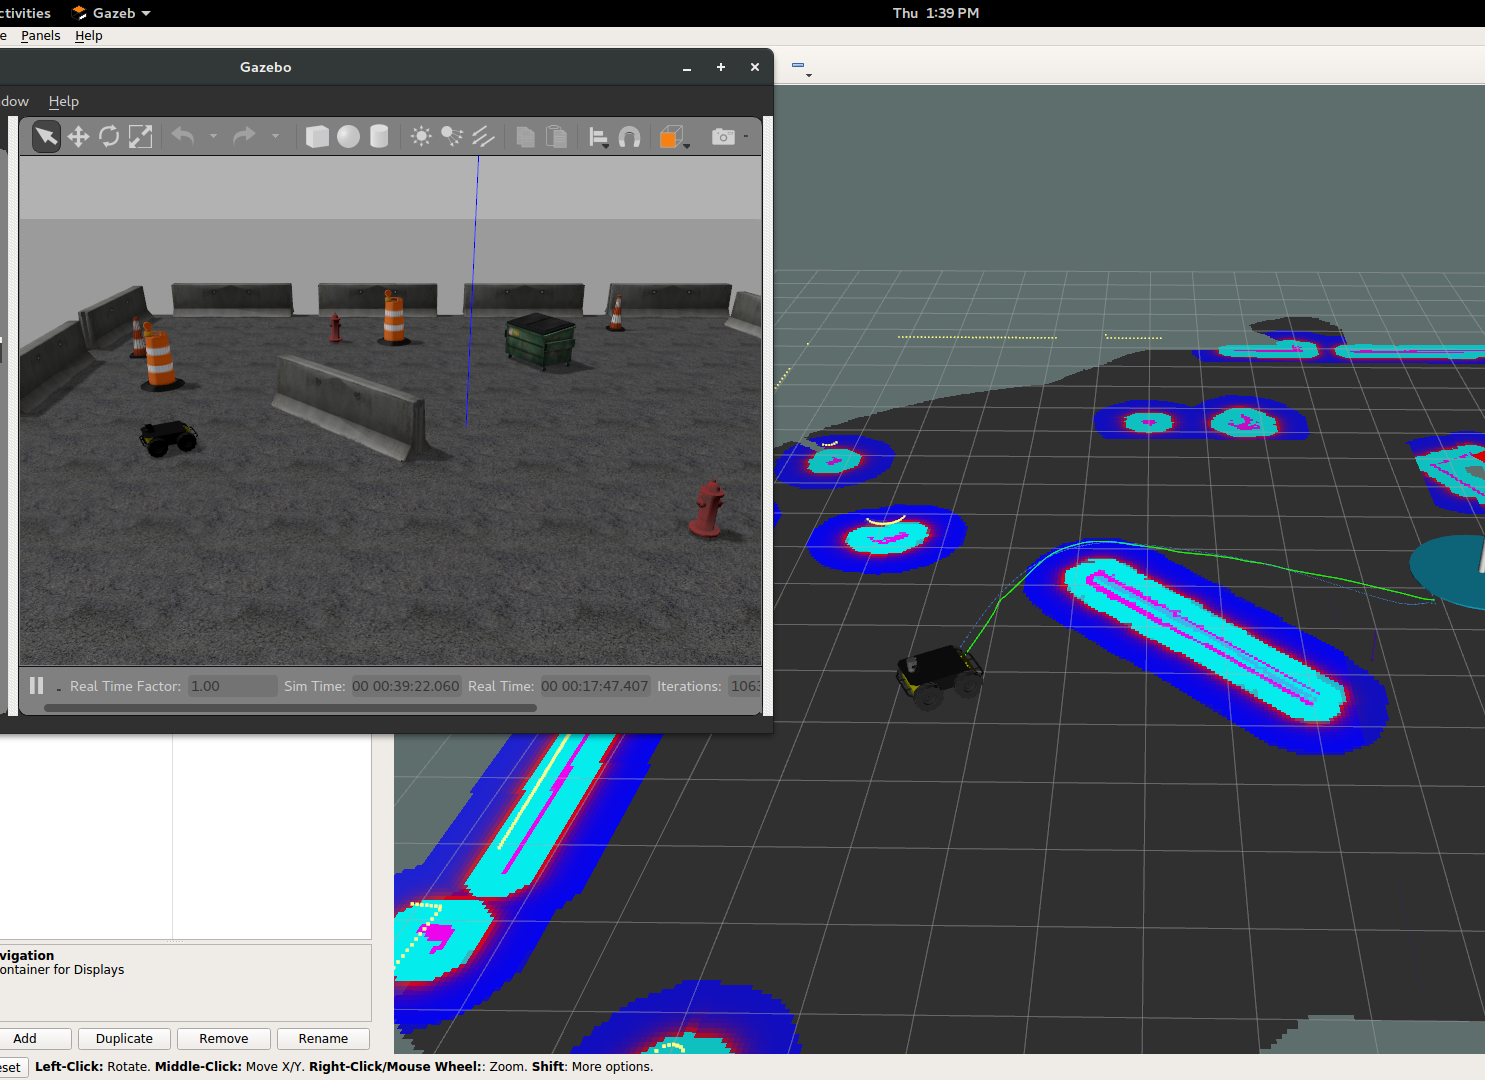 ctivities Gazeb Thu 1:39 PM
e Panels Help
Gazebo
dow Help
Real Time Factor: 1.00 Sim Time: 00 00:39:22.060 Real Time: 00 00:17:47.407 Iterations: 1063
vigation
ontainer for Displays
Add Duplicate Remove Rename
eset Left-Click: Rotate. Middle-Click: Move X/Y. Right-Click/Mouse Wheel:: Zoom. Shift: More options.